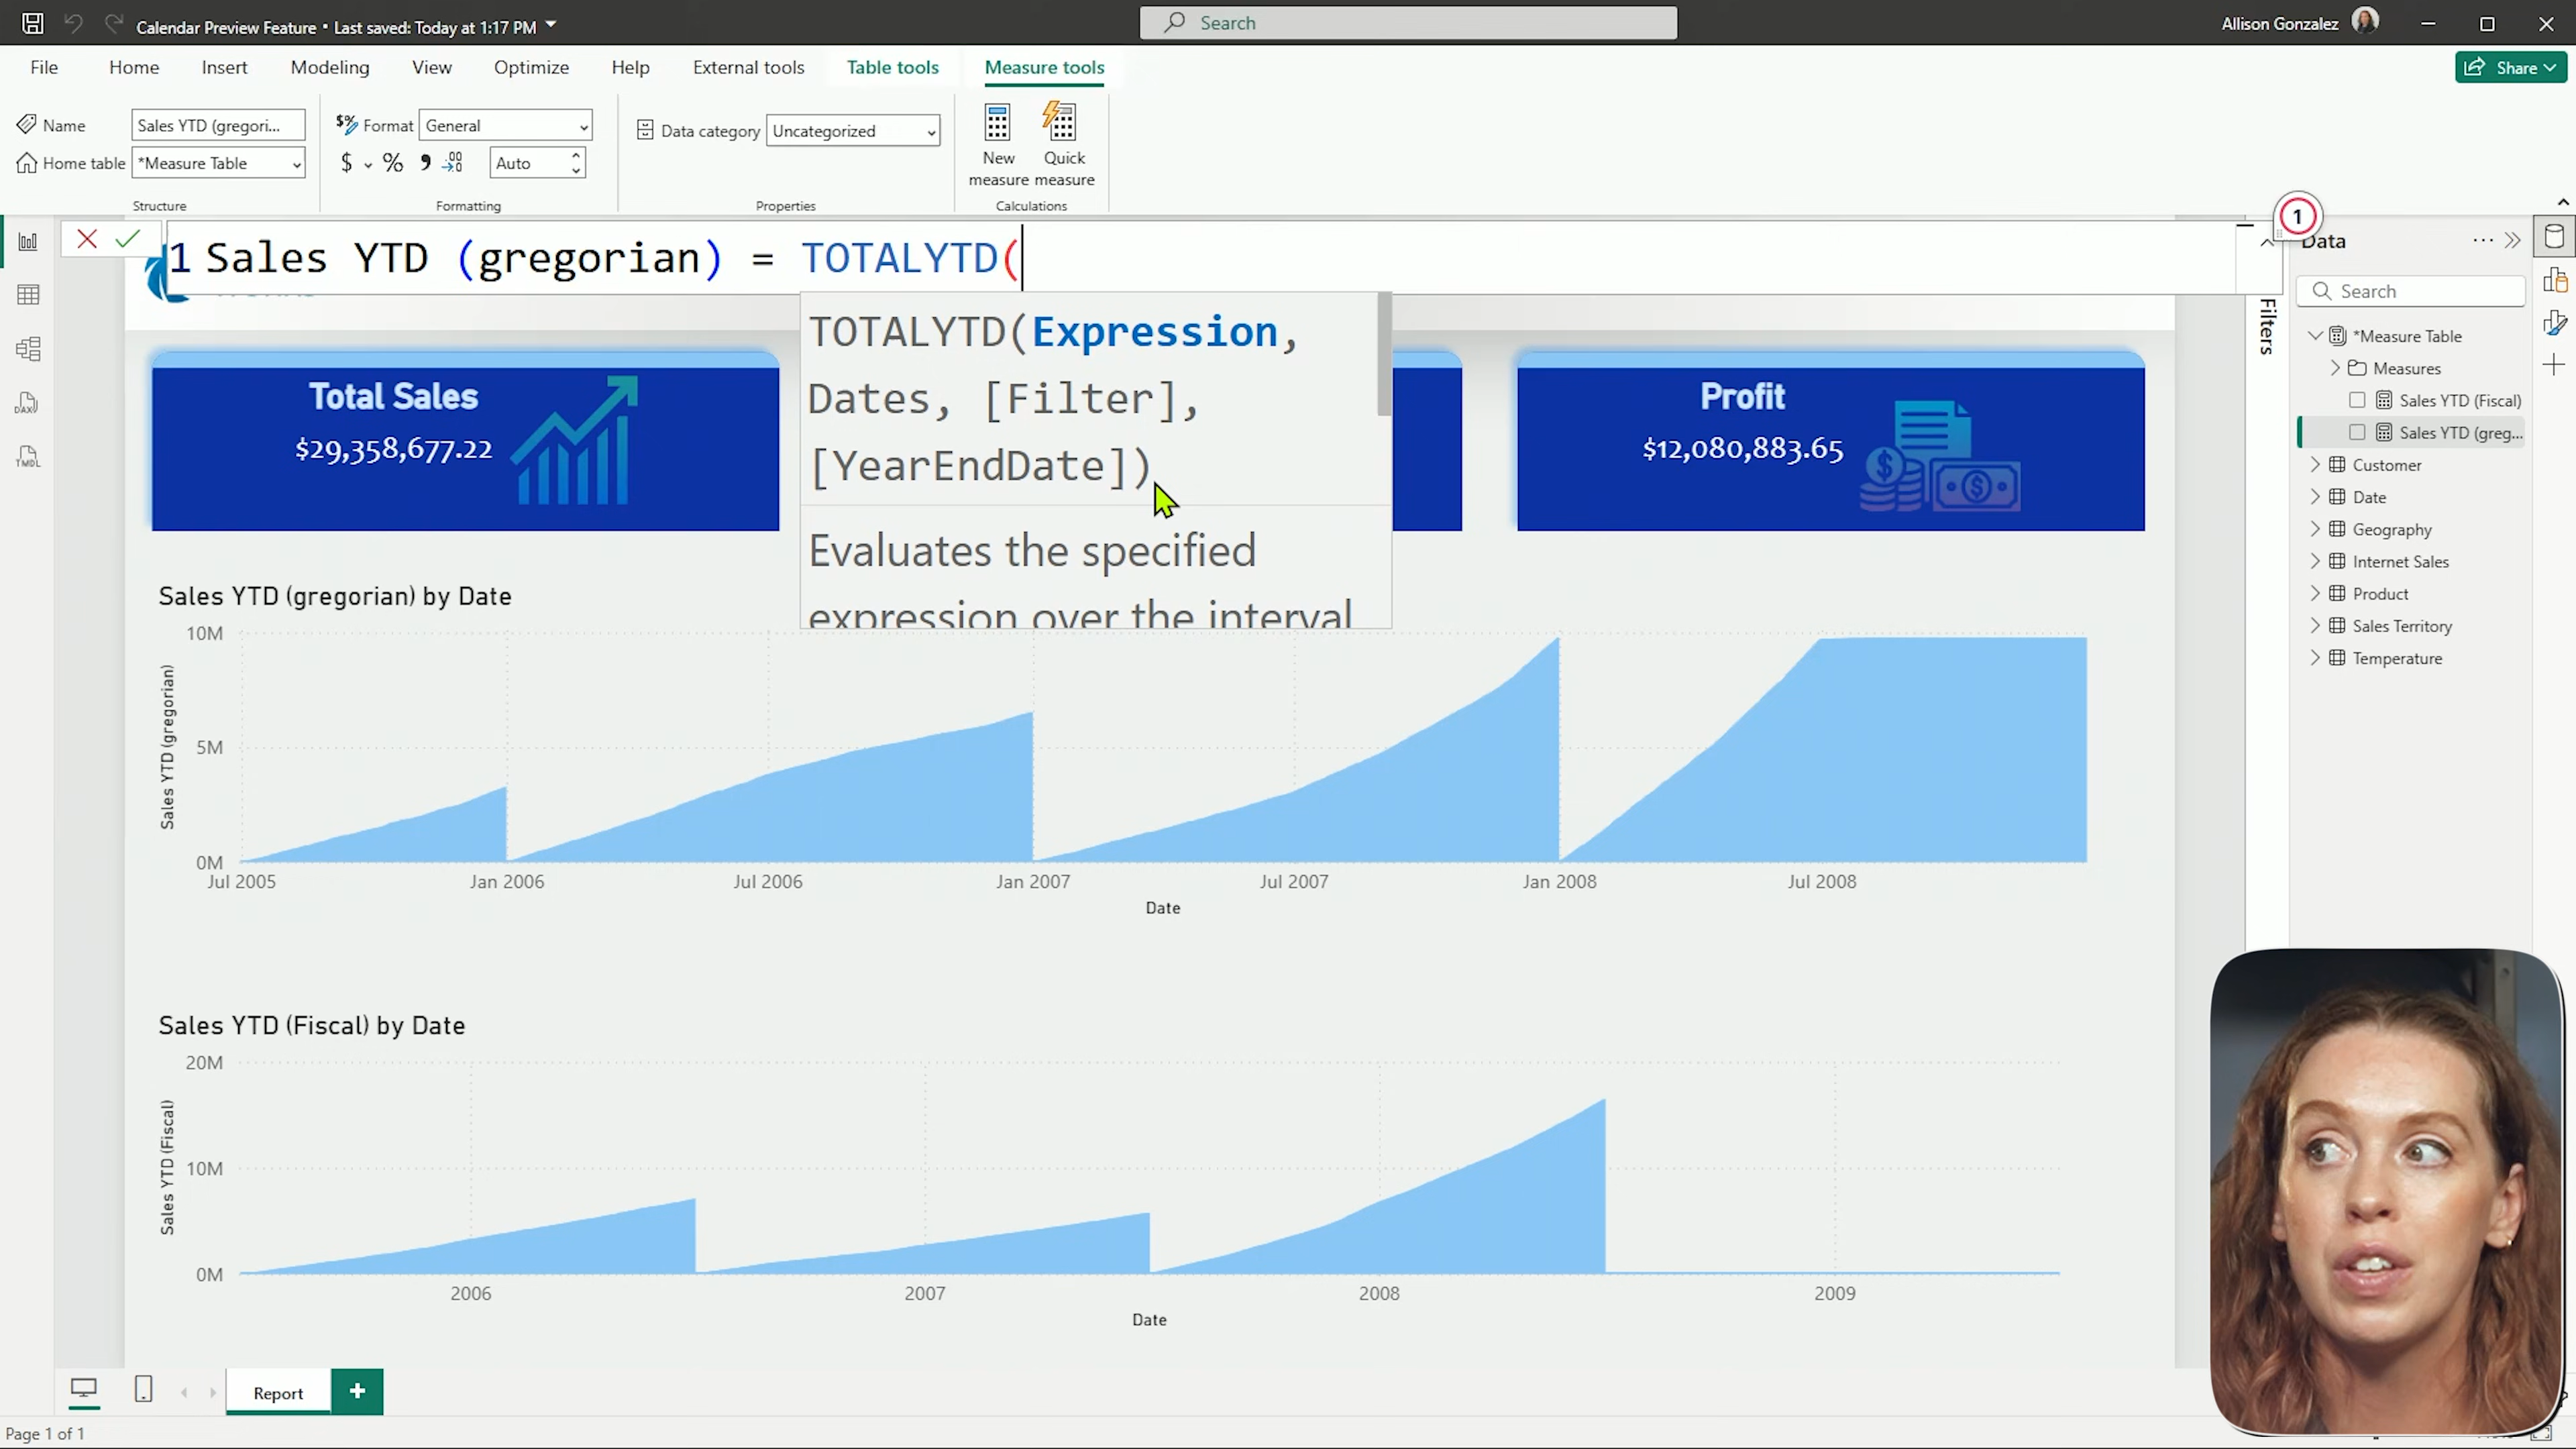 Calendar Preview Feature • Last saved: Today at 1:17 PM
Search
Allison Gonzalez
File
Home
Insert
Modeling
View
Optimize
Help
External tools
Table tools
Measure tools
Share
Name
Sales YTD (gregori...
Home table
*Measure Table
Structure
$% Format
General
$ % 9 .00
Auto
Formatting
Data category
Uncategorized
Properties
New measure
Quick measure
Calculations
1 Sales YTD (gregorian) = TOTALYTD(
TOTALYTD(Expression,
Dates, [Filter],
[YearEndDate])
Evaluates the specified
expression over the interval
DAX
TMDL
Total Sales
$29,358,677.22
Profit
$12,080,883.65
Sales YTD (gregorian) by Date
Sales YTD (gregorian)
10M
5M
0M
Jul 2005
Jan 2006
Jul 2006
Jan 2007
Jul 2007
Jan 2008
Jul 2008
Date
Sales YTD (Fiscal) by Date
Sales YTD (Fiscal)
20M
10M
0M
2006
2007
2008
2009
Date
Filters
1
Data
Search
*Measure Table
Measures
Sales YTD (Fiscal)
Sales YTD (greg...
Customer
Date
Geography
Internet Sales
Product
Sales Territory
Temperature
Report
Page 1 of 1